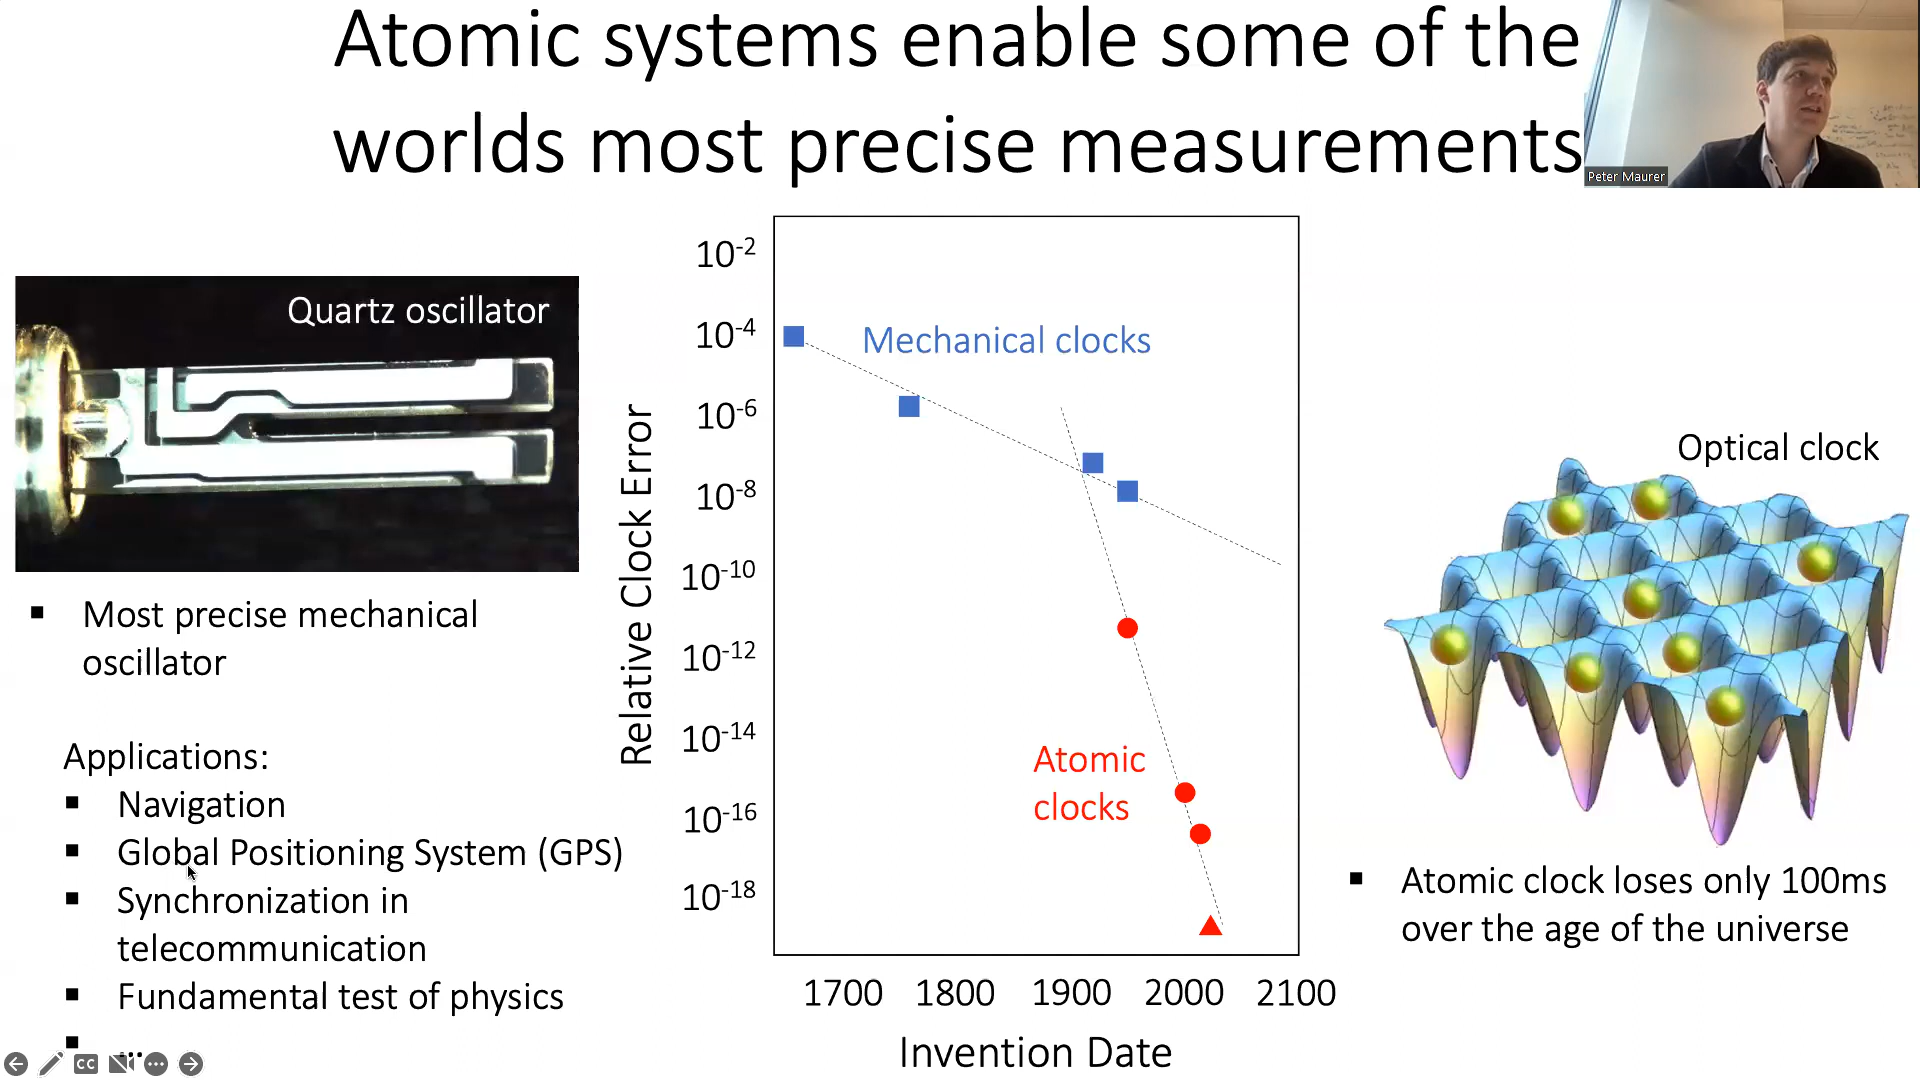 Atomic systems enable some of the
worlds most precise measurements
Peter Maurer
Quartz oscillator
▪ Most precise mechanical
oscillator
Applications:
▪ Navigation
▪ Global Positioning System (GPS)
▪ Synchronization in
telecommunication
▪ Fundamental test of physics
▪ ...
Relative Clock Error
10⁻²
10⁻⁴
10⁻⁶
10⁻⁸
10⁻¹⁰
10⁻¹²
10⁻¹⁴
10⁻¹⁶
10⁻¹⁸
Mechanical clocks
Atomic
clocks
1700 1800 1900 2000 2100
Invention Date
Optical clock
▪ Atomic clock loses only 100ms
over the age of the universe
CC